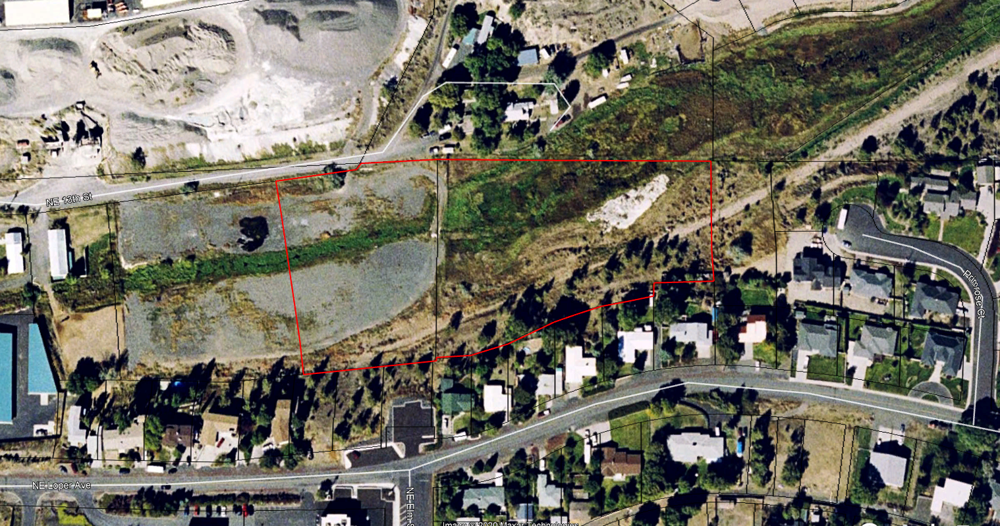 NE 13th St
Primrose Ct
NE Loper Ave
NE Elm S
Image © 2020 Maxar Technologies